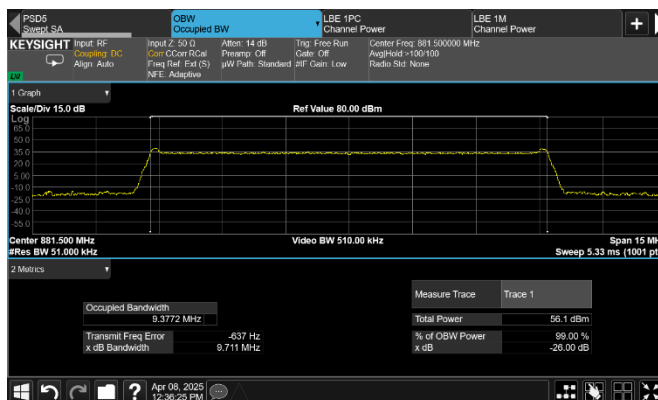 PSD5
Swept SA
OBW
Occupied BW
LBE 1PC
Channel Power
LBE 1M
Channel Power
KEYSIGHT
Input: RF
Coupling: DC
Align: Auto
Input Z: 50 Ω
Corr CCorr RCal
Freq Ref: Ext (S)
NFE: Adaptive
Atten: 14 dB
Preamp: Off
µW Path: Standard
Trig: Free Run
Gate: Off
#IF Gain: Low
Center Freq: 881.500000 MHz
Avg|Hold:>100/100
Radio Std: None
1 Graph
Scale/Div 15.0 dB
Ref Value 80.00 dBm
Log
65.0
50.0
35.0
20.0
5.00
-10.0
-25.0
-40.0
-55.0
Center 881.500 MHz
#Res BW 51.000 kHz
Video BW 510.00 kHz
Span 15 MH
Sweep 5.33 ms (1001 pt
2 Metrics
Occupied Bandwidth
9.3772 MHz
Transmit Freq Error -637 Hz
x dB Bandwidth 9.711 MHz
Measure Trace Trace 1
Total Power 56.1 dBm
% of OBW Power 99.00 %
x dB -26.00 dB
Apr 08, 2025
12:36:25 PM